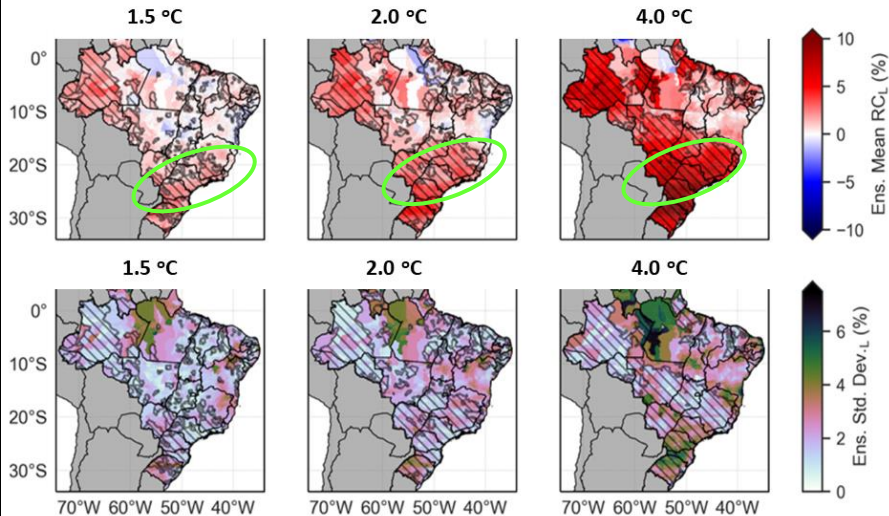 1.5 °C 2.0 °C 4.0 °C
0°
10°S
20°S
30°S
10
5
0
−5
−10
Ens. Mean RC_L (%)
1.5 °C 2.0 °C 4.0 °C
0°
10°S
20°S
30°S
6
4
2
0
Ens. Std. Dev._L (%)
70°W 60°W 50°W 40°W 70°W 60°W 50°W 40°W 70°W 60°W 50°W 40°W